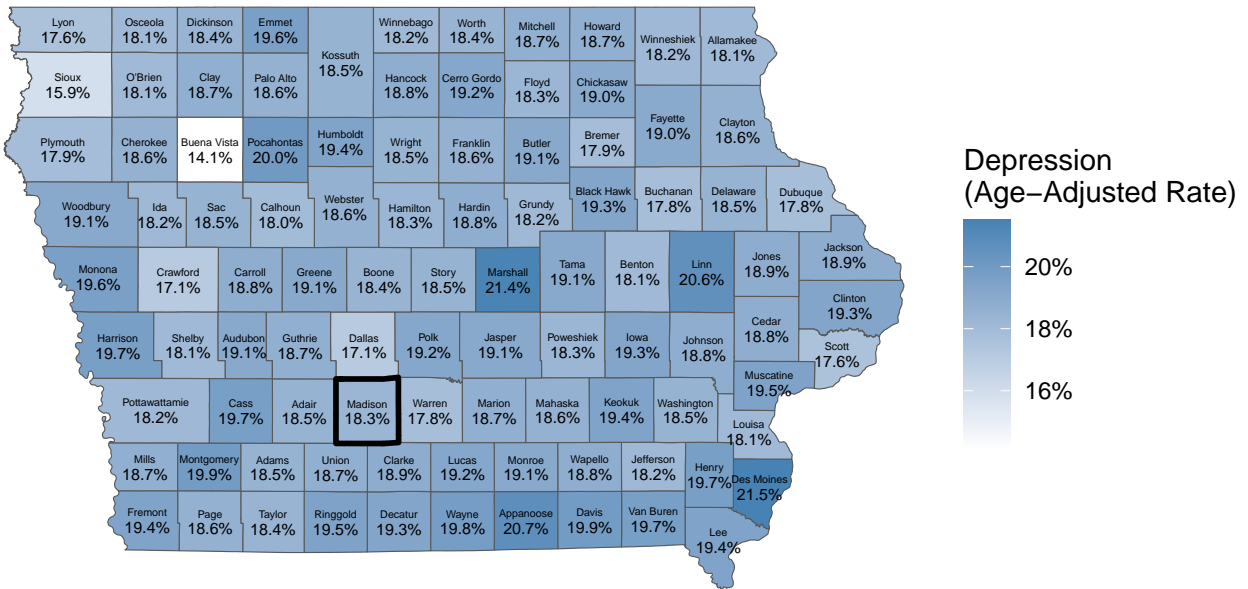 Lyon
17.6%
Osceola
18.1%
Dickinson
18.4%
Emmet
19.6%
Kossuth
18.5%
Winnebago
18.2%
Worth
18.4%
Mitchell
18.7%
Howard
18.7%
Winneshiek
18.2%
Allamakee
18.1%
Sioux
15.9%
O'Brien
18.1%
Clay
18.7%
Palo Alto
18.6%
Hancock
18.8%
Cerro Gordo
19.2%
Floyd
18.3%
Chickasaw
19.0%
Fayette
19.0%
Clayton
18.6%
Plymouth
17.9%
Cherokee
18.6%
Buena Vista
14.1%
Pocahontas
20.0%
Humboldt
19.4%
Wright
18.5%
Franklin
18.6%
Butler
19.1%
Bremer
17.9%
Woodbury
19.1%
Ida
18.2%
Sac
18.5%
Calhoun
18.0%
Webster
18.6%
Hamilton
18.3%
Hardin
18.8%
Grundy
18.2%
Black Hawk
19.3%
Buchanan
17.8%
Delaware
18.5%
Dubuque
17.8%
Monona
19.6%
Crawford
17.1%
Carroll
18.8%
Greene
19.1%
Boone
18.4%
Story
18.5%
Marshall
21.4%
Tama
19.1%
Benton
18.1%
Linn
20.6%
Jones
18.9%
Jackson
18.9%
Clinton
19.3%
Harrison
19.7%
Shelby
18.1%
Audubon
19.1%
Guthrie
18.7%
Dallas
17.1%
Polk
19.2%
Jasper
19.1%
Poweshiek
18.3%
Iowa
19.3%
Johnson
18.8%
Cedar
18.8%
Scott
17.6%
Muscatine
19.5%
Pottawattamie
18.2%
Cass
19.7%
Adair
18.5%
Madison
18.3%
Warren
17.8%
Marion
18.7%
Mahaska
18.6%
Keokuk
19.4%
Washington
18.5%
Louisa
18.1%
Mills
18.7%
Montgomery
19.9%
Adams
18.5%
Union
18.7%
Clarke
18.9%
Lucas
19.2%
Monroe
19.1%
Wapello
18.8%
Jefferson
18.2%
Henry
19.7%
Des Moines
21.5%
Fremont
19.4%
Page
18.6%
Taylor
18.4%
Ringgold
19.5%
Decatur
19.3%
Wayne
19.8%
Appanoose
20.7%
Davis
19.9%
Van Buren
19.7%
Lee
19.4%
Depression
(Age−Adjusted Rate)
20%
18%
16%